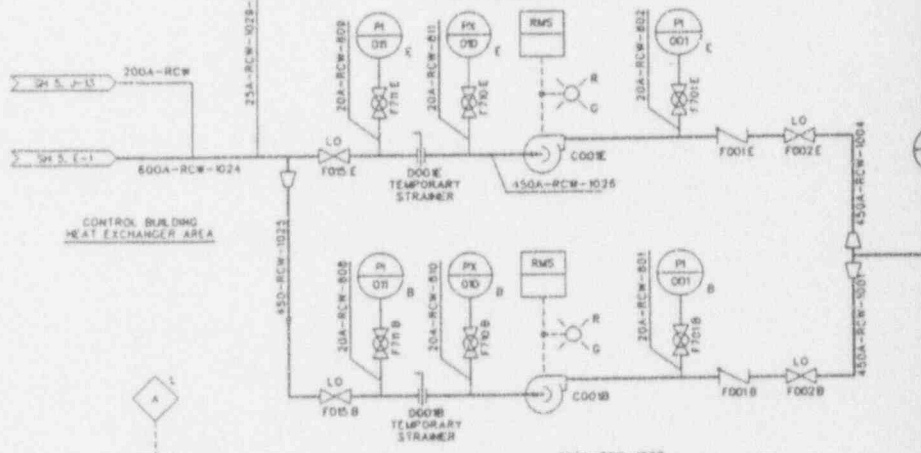 25A-RCW-1029-
SH 5, J-13
200A-RCW
SH 5, E-1
600A-RCW-1024
CONTROL BUILDING
HEAT EXCHANGER AREA
20A-RCW-809
PI
011
E
F711E
20A-RCW-811
PX
010
E
F710E
RMS
R
G
20A-RCW-802
PI
001
E
F701E
LO
F015E
D001E
TEMPORARY
STRAINER
450A-RCW-1026
C001E
F001E
LO
F002E
450A-RCW-1004
450-RCW-1025
20A-RCW-808
PI
011
B
F711B
20A-RCW-810
PX
010
B
F710B
RMS
R
G
20A-RCW-801
PI
001
B
F701B
450A-RCW-1001
LO
F015B
D001B
TEMPORARY
STRAINER
C001B
F001B
LO
F002B
A
L